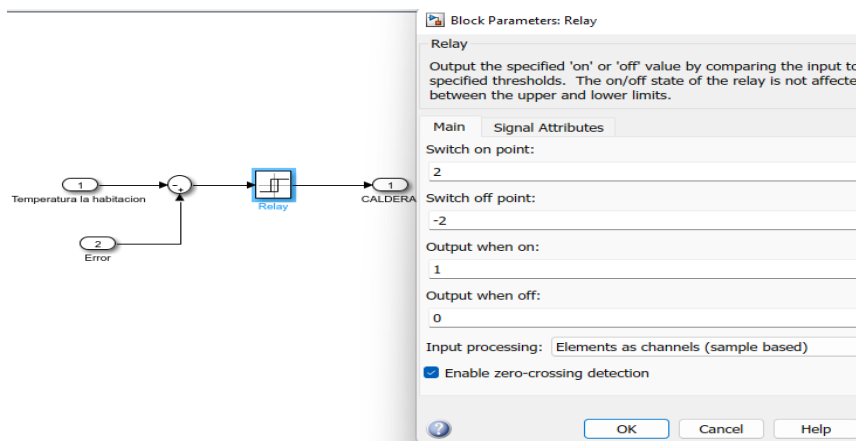 Block Parameters: Relay
Relay
Output the specified 'on' or 'off' value by comparing the input to
specified thresholds. The on/off state of the relay is not affecte
between the upper and lower limits.
Main Signal Attributes
Switch on point:
2
Switch off point:
-2
Output when on:
1
Output when off:
0
Input processing: Elements as channels (sample based)
Enable zero-crossing detection
OK Cancel Help
1
Temperatura la habitacion
- +
Relay
1
CALDERA
2
Error